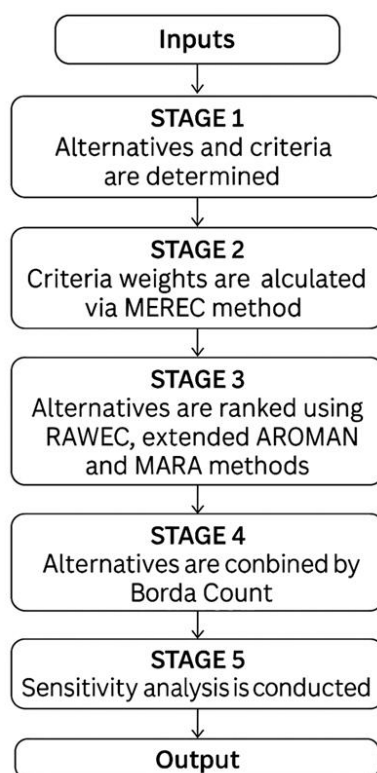 Inputs
STAGE 1
Alternatives and criteria
are determined
STAGE 2
Criteria weights are alculated
via MEREC method
STAGE 3
Alternatives are ranked using
RAWEC, extended AROMAN
and MARA methods
STAGE 4
Alternatives are conbined by
Borda Count
STAGE 5
Sensitivity analysis is conducted
Output